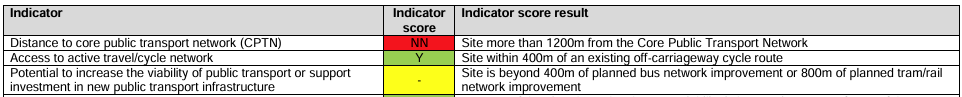 Indicator Indicator score Indicator score result
Distance to core public transport network (CPTN) NN Site more than 1200m from the Core Public Transport Network
Access to active travel/cycle network Y Site within 400m of an existing off-carriageway cycle route
Potential to increase the viability of public transport or support investment in new public transport infrastructure - Site is beyond 400m of planned bus network improvement or 800m of planned tram/rail network improvement